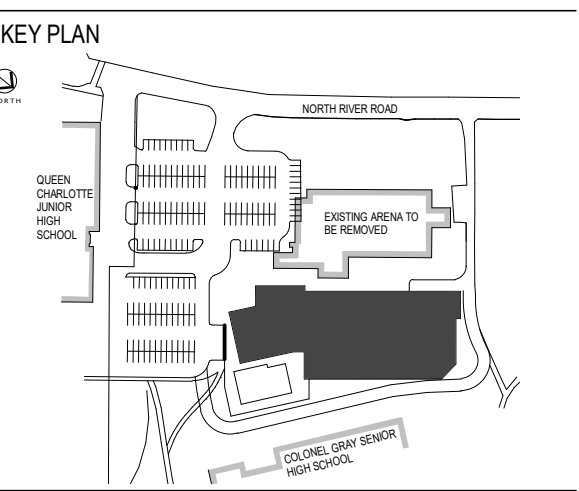 KEY PLAN
NORTH RIVER ROAD
QUEEN
CHARLOTTE
JUNIOR
HIGH
SCHOOL
EXISTING ARENA TO
BE REMOVED
COLONEL GRAY SENIOR
HIGH SCHOOL